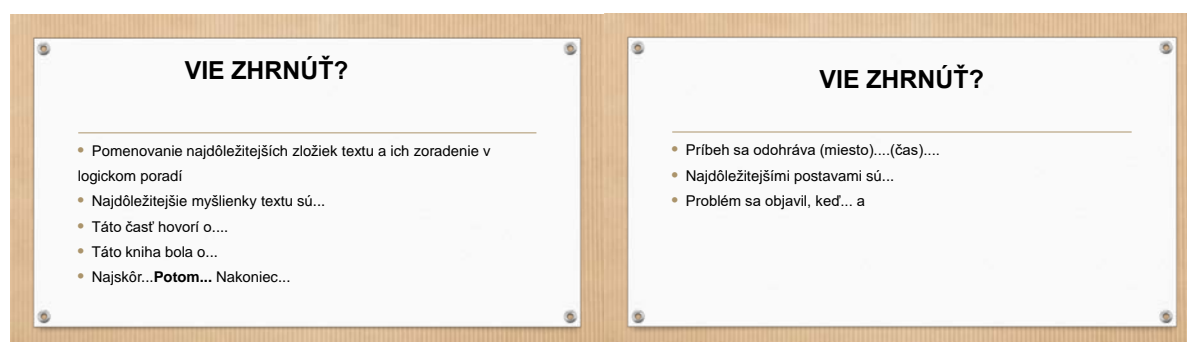 VIE ZHRNÚŤ?
• Pomenovanie najdôležitejších zložiek textu a ich zoradenie v
logickom poradí
• Najdôležitejšie myšlienky textu sú...
• Táto časť hovorí o....
• Táto kniha bola o...
• Najskôr...Potom... Nakoniec...
VIE ZHRNÚŤ?
• Príbeh sa odohráva (miesto)....(čas)....
• Najdôležitejšími postavami sú...
• Problém sa objavil, keď... a